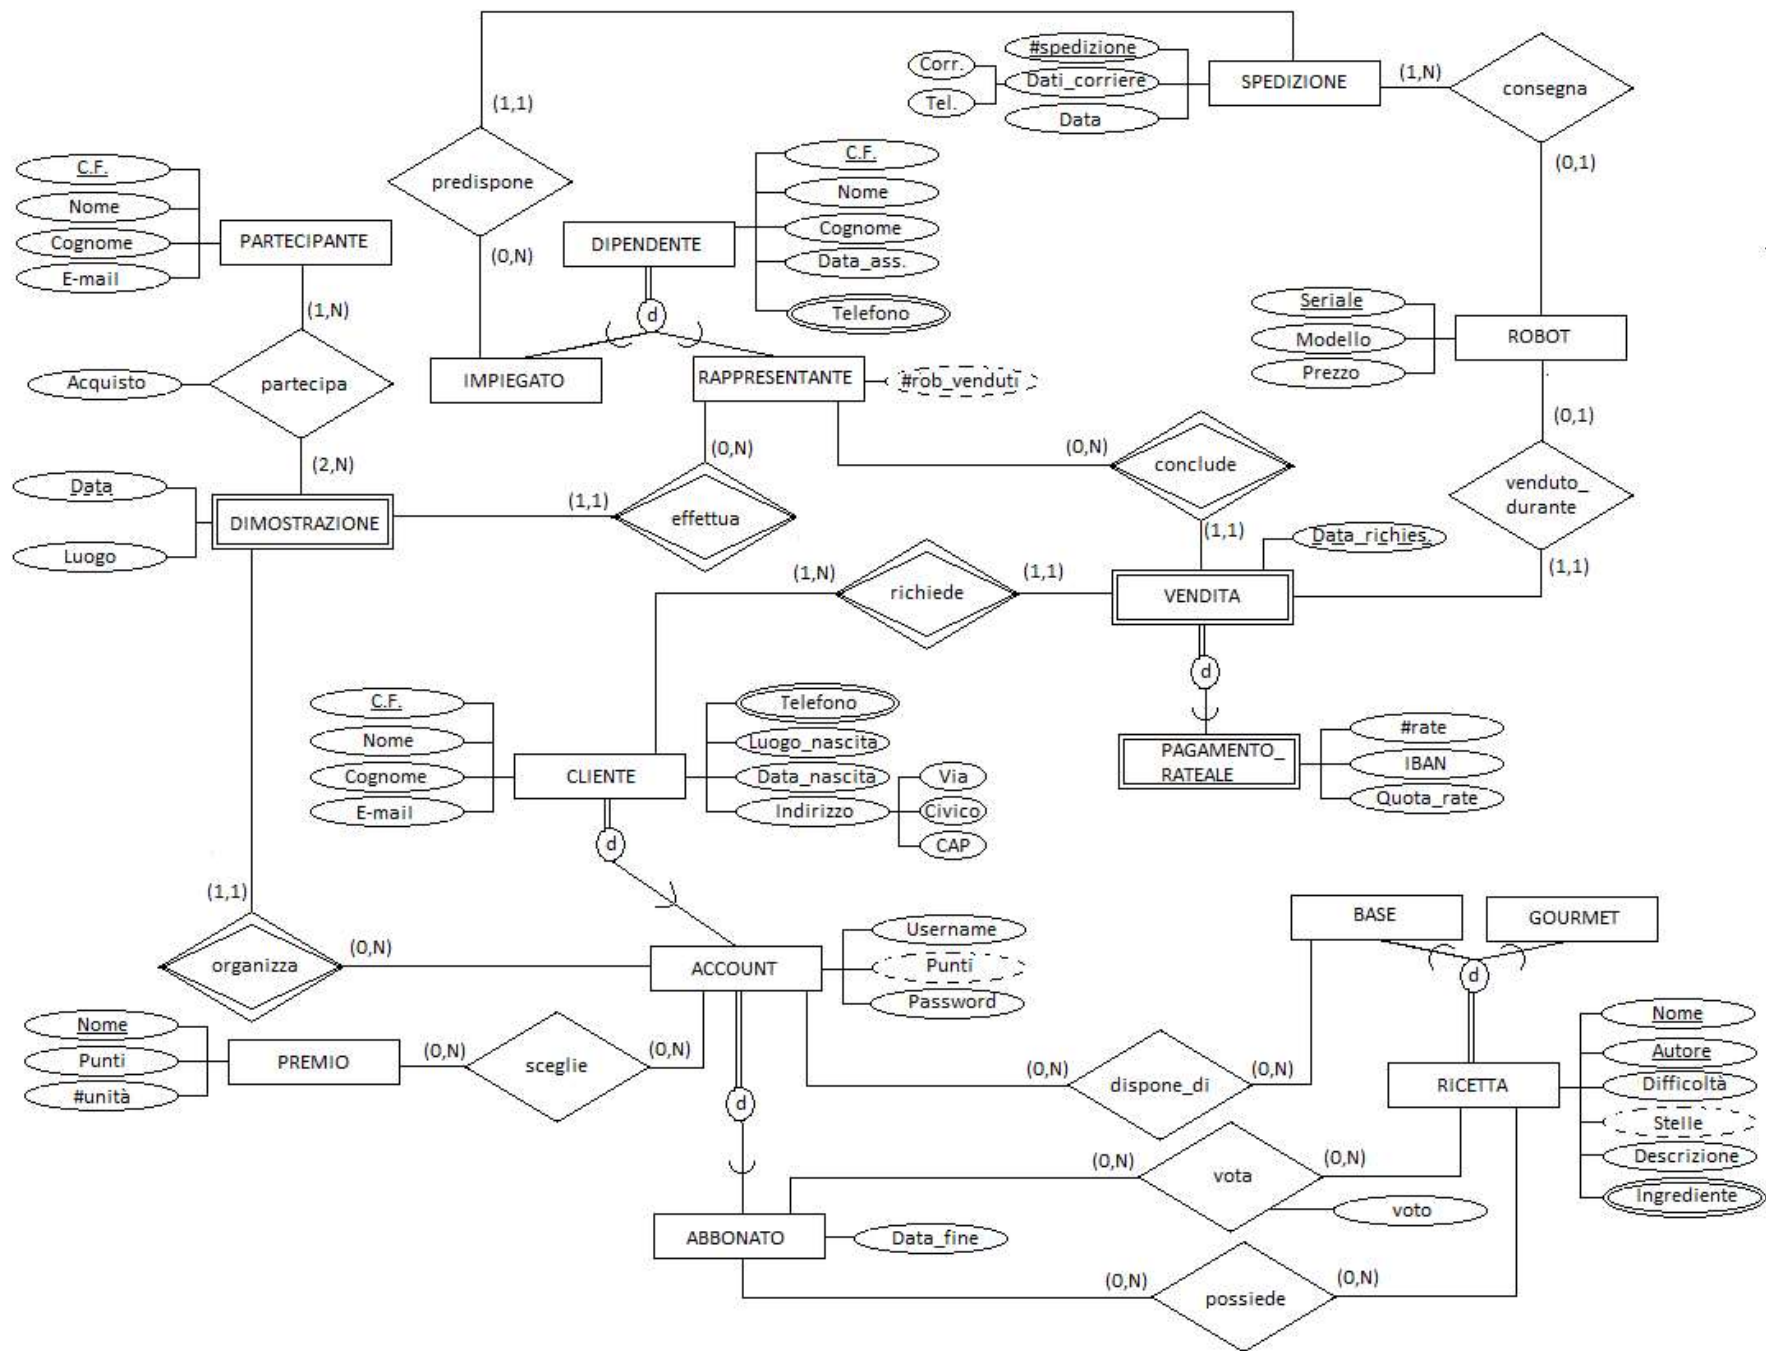 #spedizione
Corr.
Dati_corriere
SPEDIZIONE
(1,N)
consegna
Tel.
Data
(1,1)
(0,1)
C.F.
Nome
Cognome
E-mail
PARTECIPANTE
predispone
(0,N)
DIPENDENTE
C.F.
Nome
Cognome
Data_ass.
Telefono
d
(1,N)
Seriale
Modello
Prezzo
ROBOT
Acquisto
partecipa
IMPIEGATO
RAPPRESENTANTE
#rob_venduti
(0,1)
(2,N)
(0,N)
(0,N)
conclude
venduto_
durante
Data
Luogo
DIMOSTRAZIONE
(1,1)
effettua
(1,1)
Data_richies.
(1,1)
(1,N)
richiede
(1,1)
VENDITA
d
C.F.
Nome
Cognome
E-mail
CLIENTE
Telefono
Luogo_nascita
Data_nascita
Indirizzo
Via
Civico
CAP
PAGAMENTO_
RATEALE
#rate
IBAN
Quota_rate
d
(1,1)
organizza
(0,N)
ACCOUNT
Username
Punti
Password
BASE
GOURMET
d
Nome
Punti
#unità
PREMIO
(0,N)
sceglie
(0,N)
(0,N)
dispone_di
(0,N)
RICETTA
Nome
Autore
Difficoltà
Stelle
Descrizione
Ingrediente
d
(0,N)
vota
(0,N)
voto
ABBONATO
Data_fine
(0,N)
possiede
(0,N)